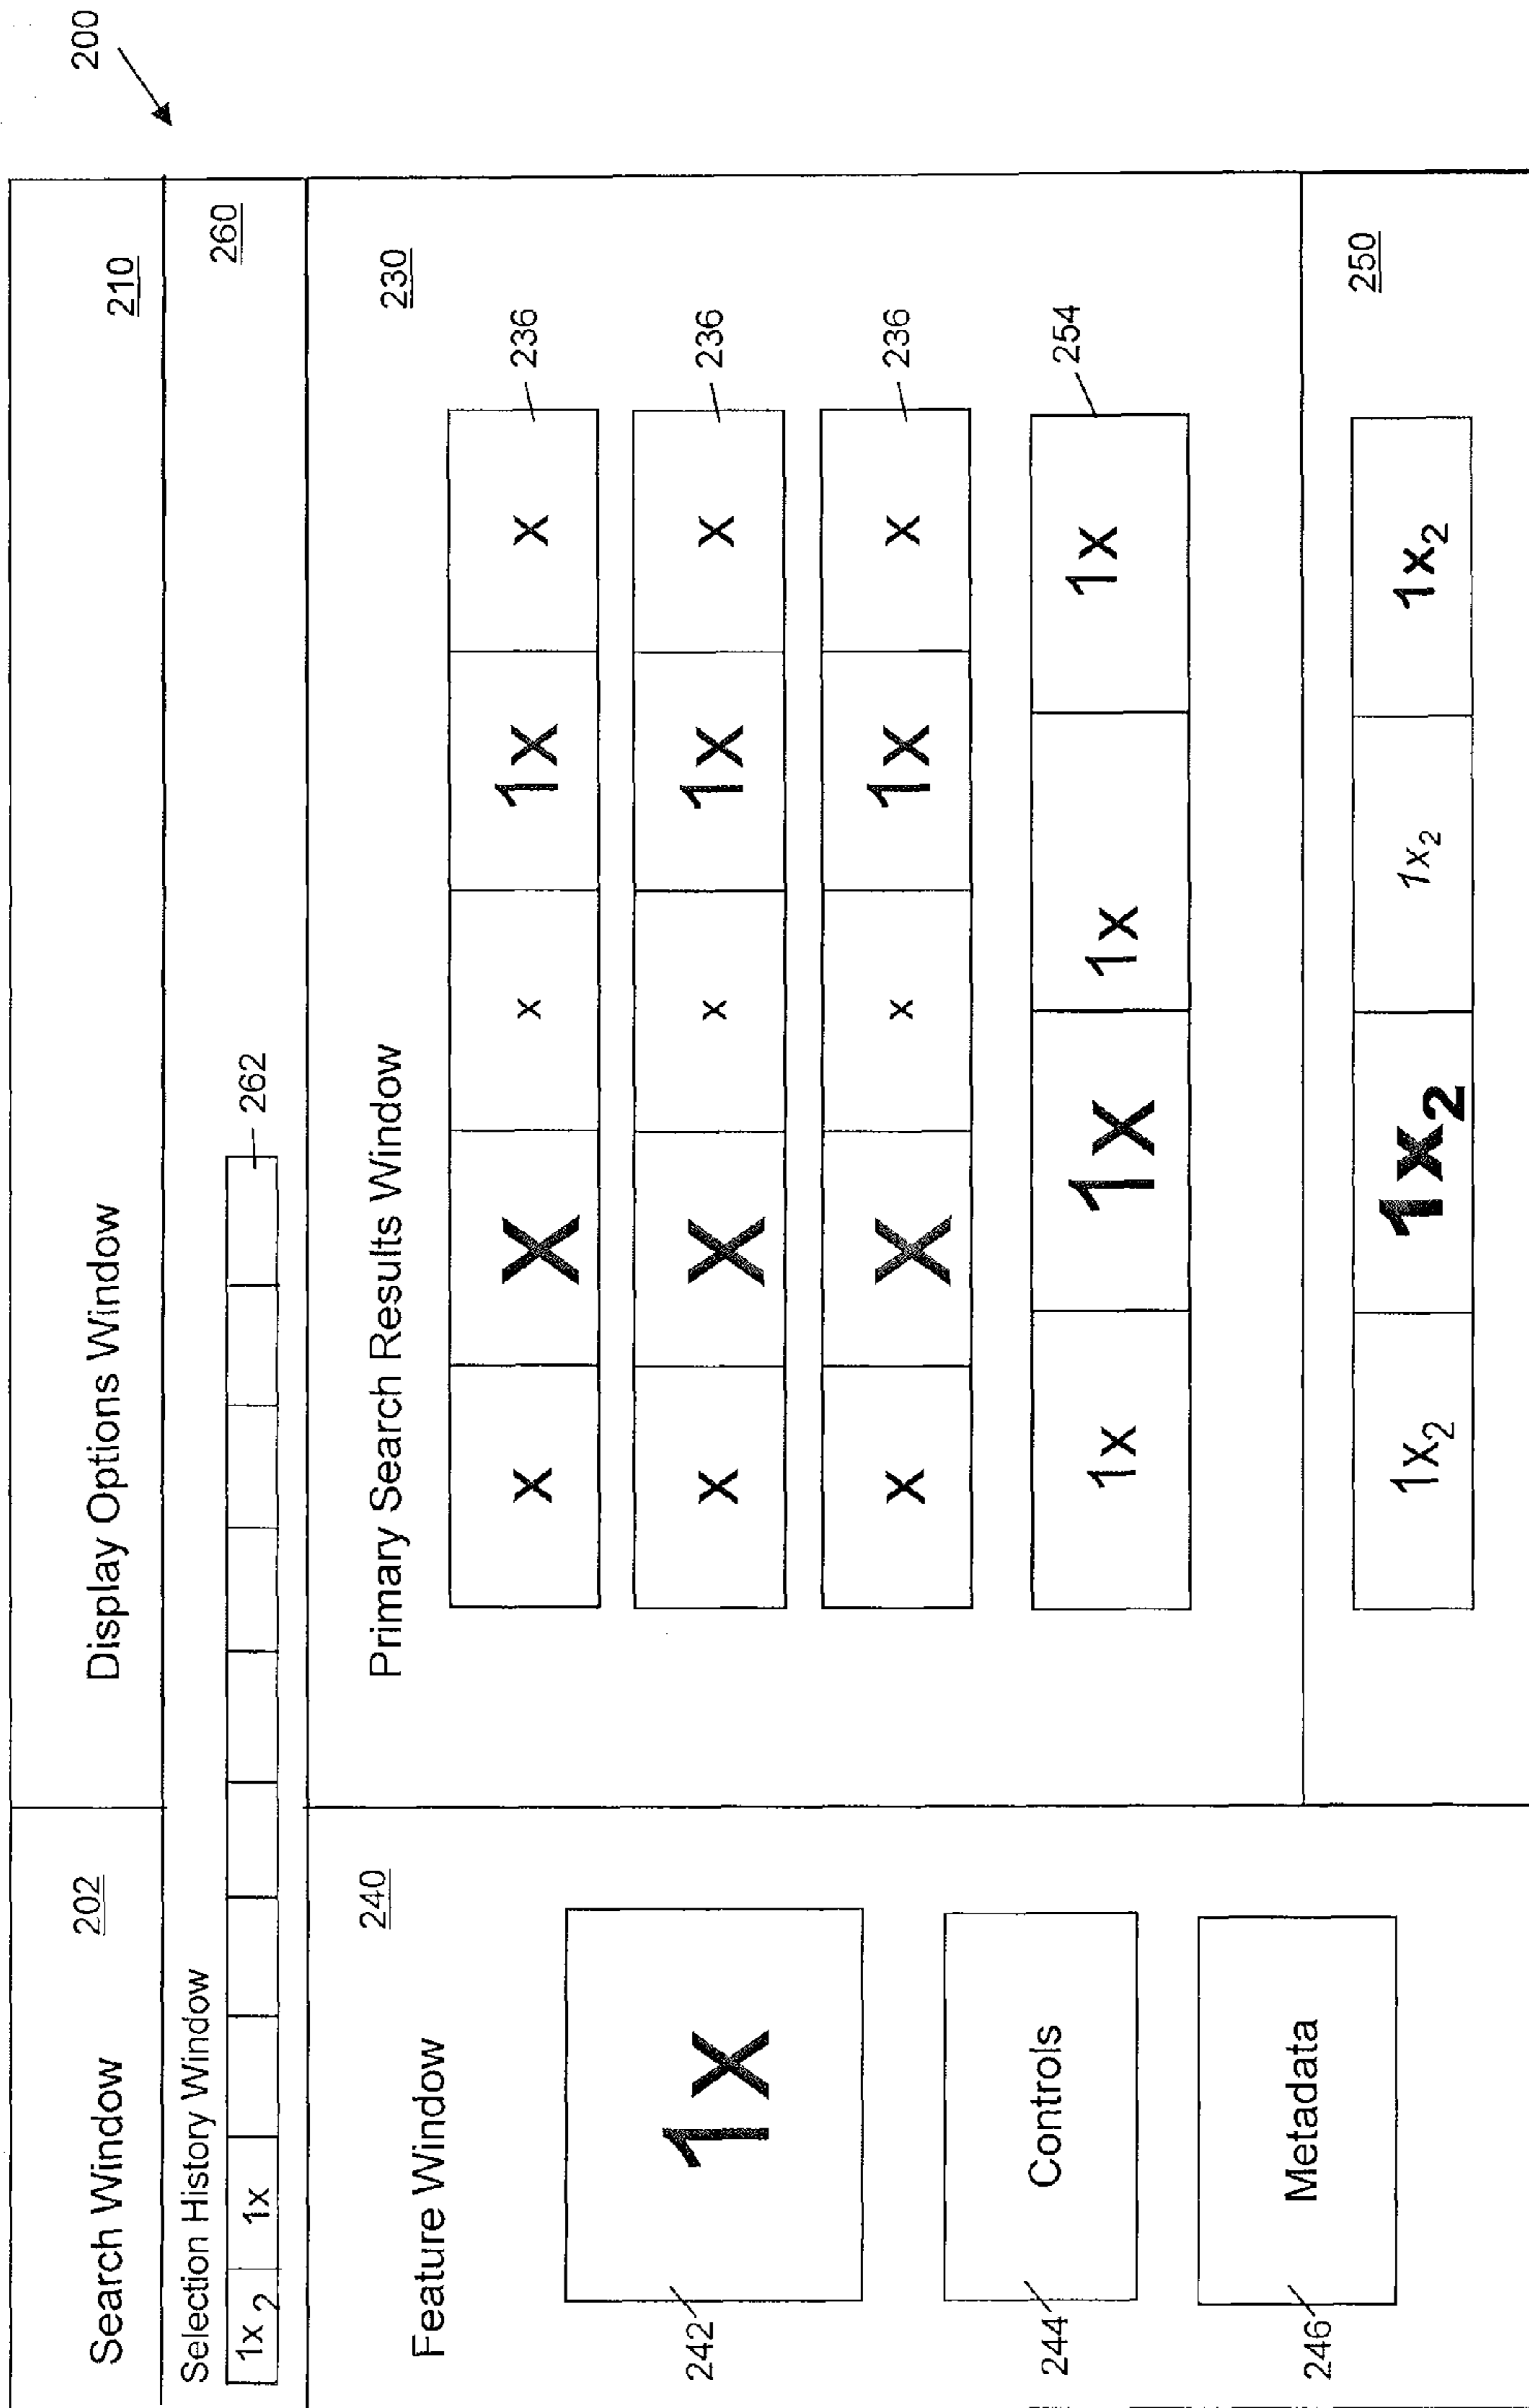 200
Search Window 202
Display Options Window 210
Selection History Window 260
1x2 1x
262
Feature Window 240
Primary Search Results Window 230
x X x 1x x 236
x X x 1x x 236
x X x 1x x 236
1x 1x 1x 1x 254
242 1x
244 Controls
246 Metadata
1x2 1x2 1x2 1x2 250